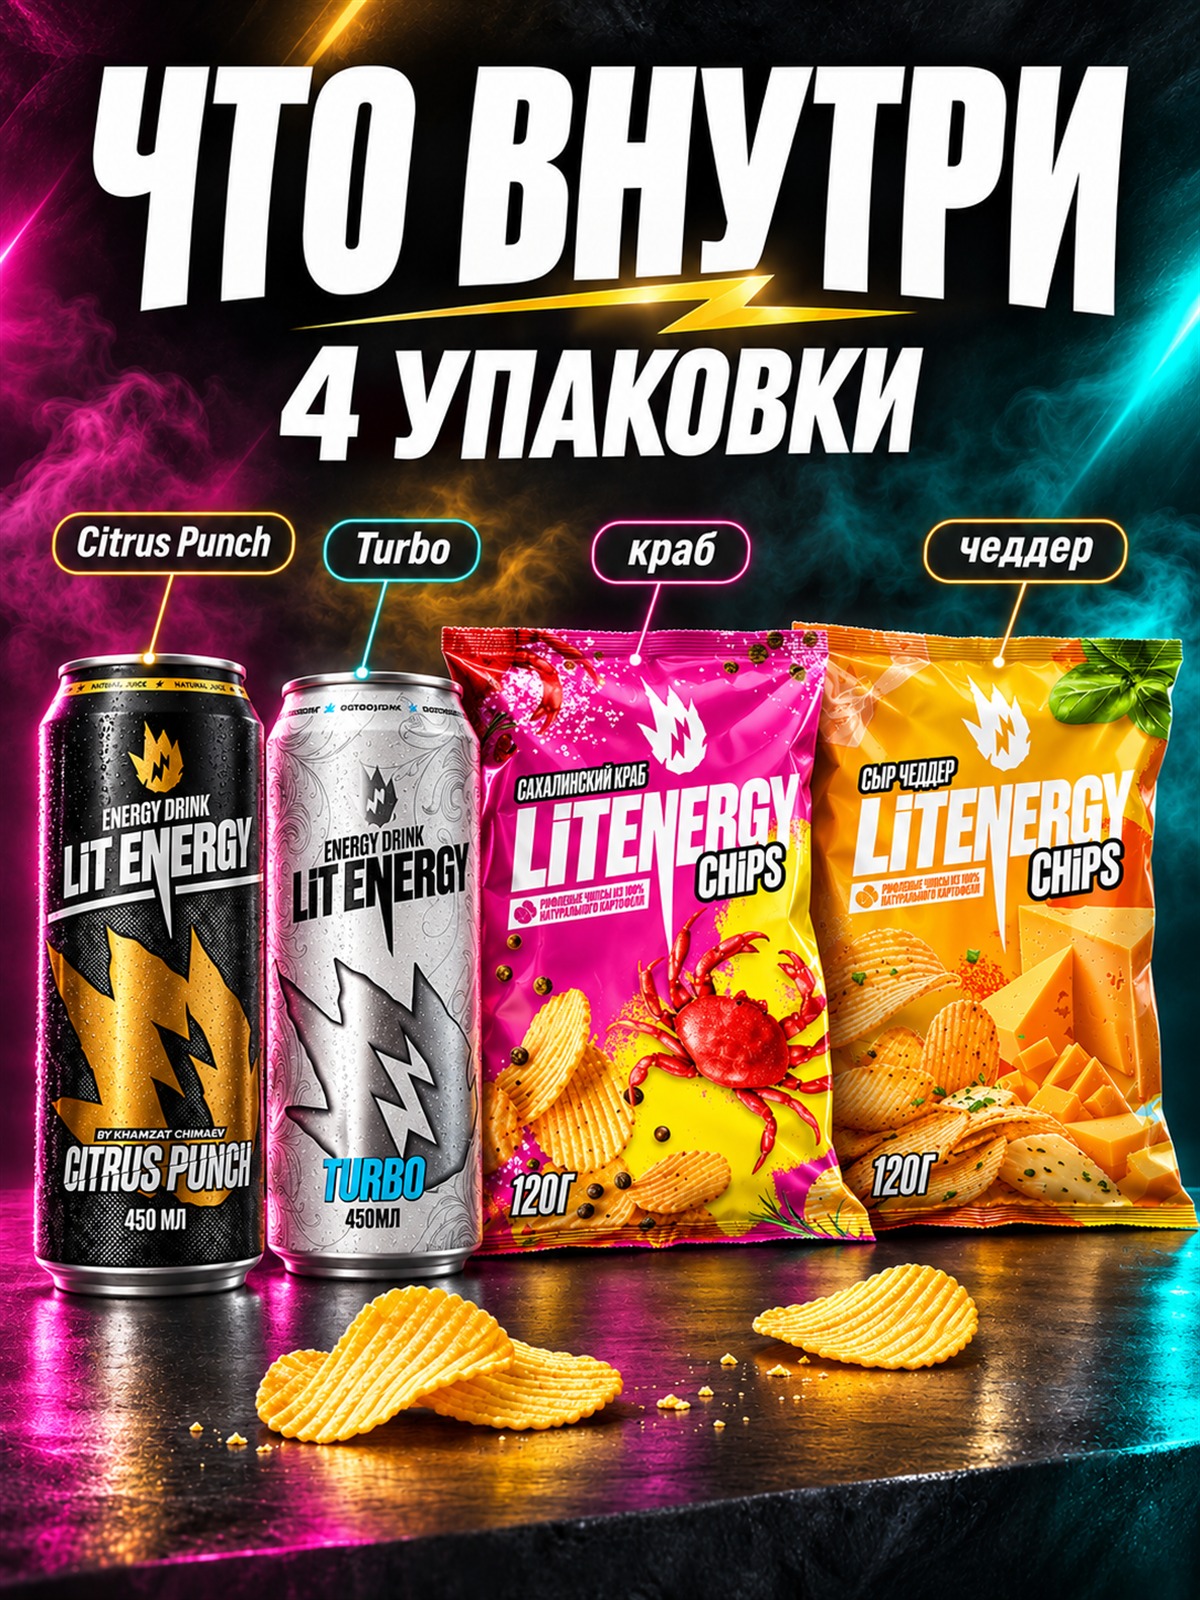 ЧТО ВНУТРИ
4 УПАКОВКИ
Citrus Punch
Turbo
краб
чеддер
NATURAL JUICE
ENERGY DRINK
LiT ENERGY
BY KHAMZAT CHIMAEV
CITRUS PUNCH
450 МЛ
ENERGY DRINK
LiT ENERGY
TURBO
450МЛ
САХАЛИНСКИЙ КРАБ
LiTENERGY
CHiPS
РИФЛЕНЫЕ ЧИПСЫ ИЗ 100%
НАТУРАЛЬНОГО КАРТОФЕЛЯ
120Г
СЫР ЧЕДДЕР
LiTENERGY
CHiPS
РИФЛЕНЫЕ ЧИПСЫ ИЗ 100%
НАТУРАЛЬНОГО КАРТОФЕЛЯ
120Г